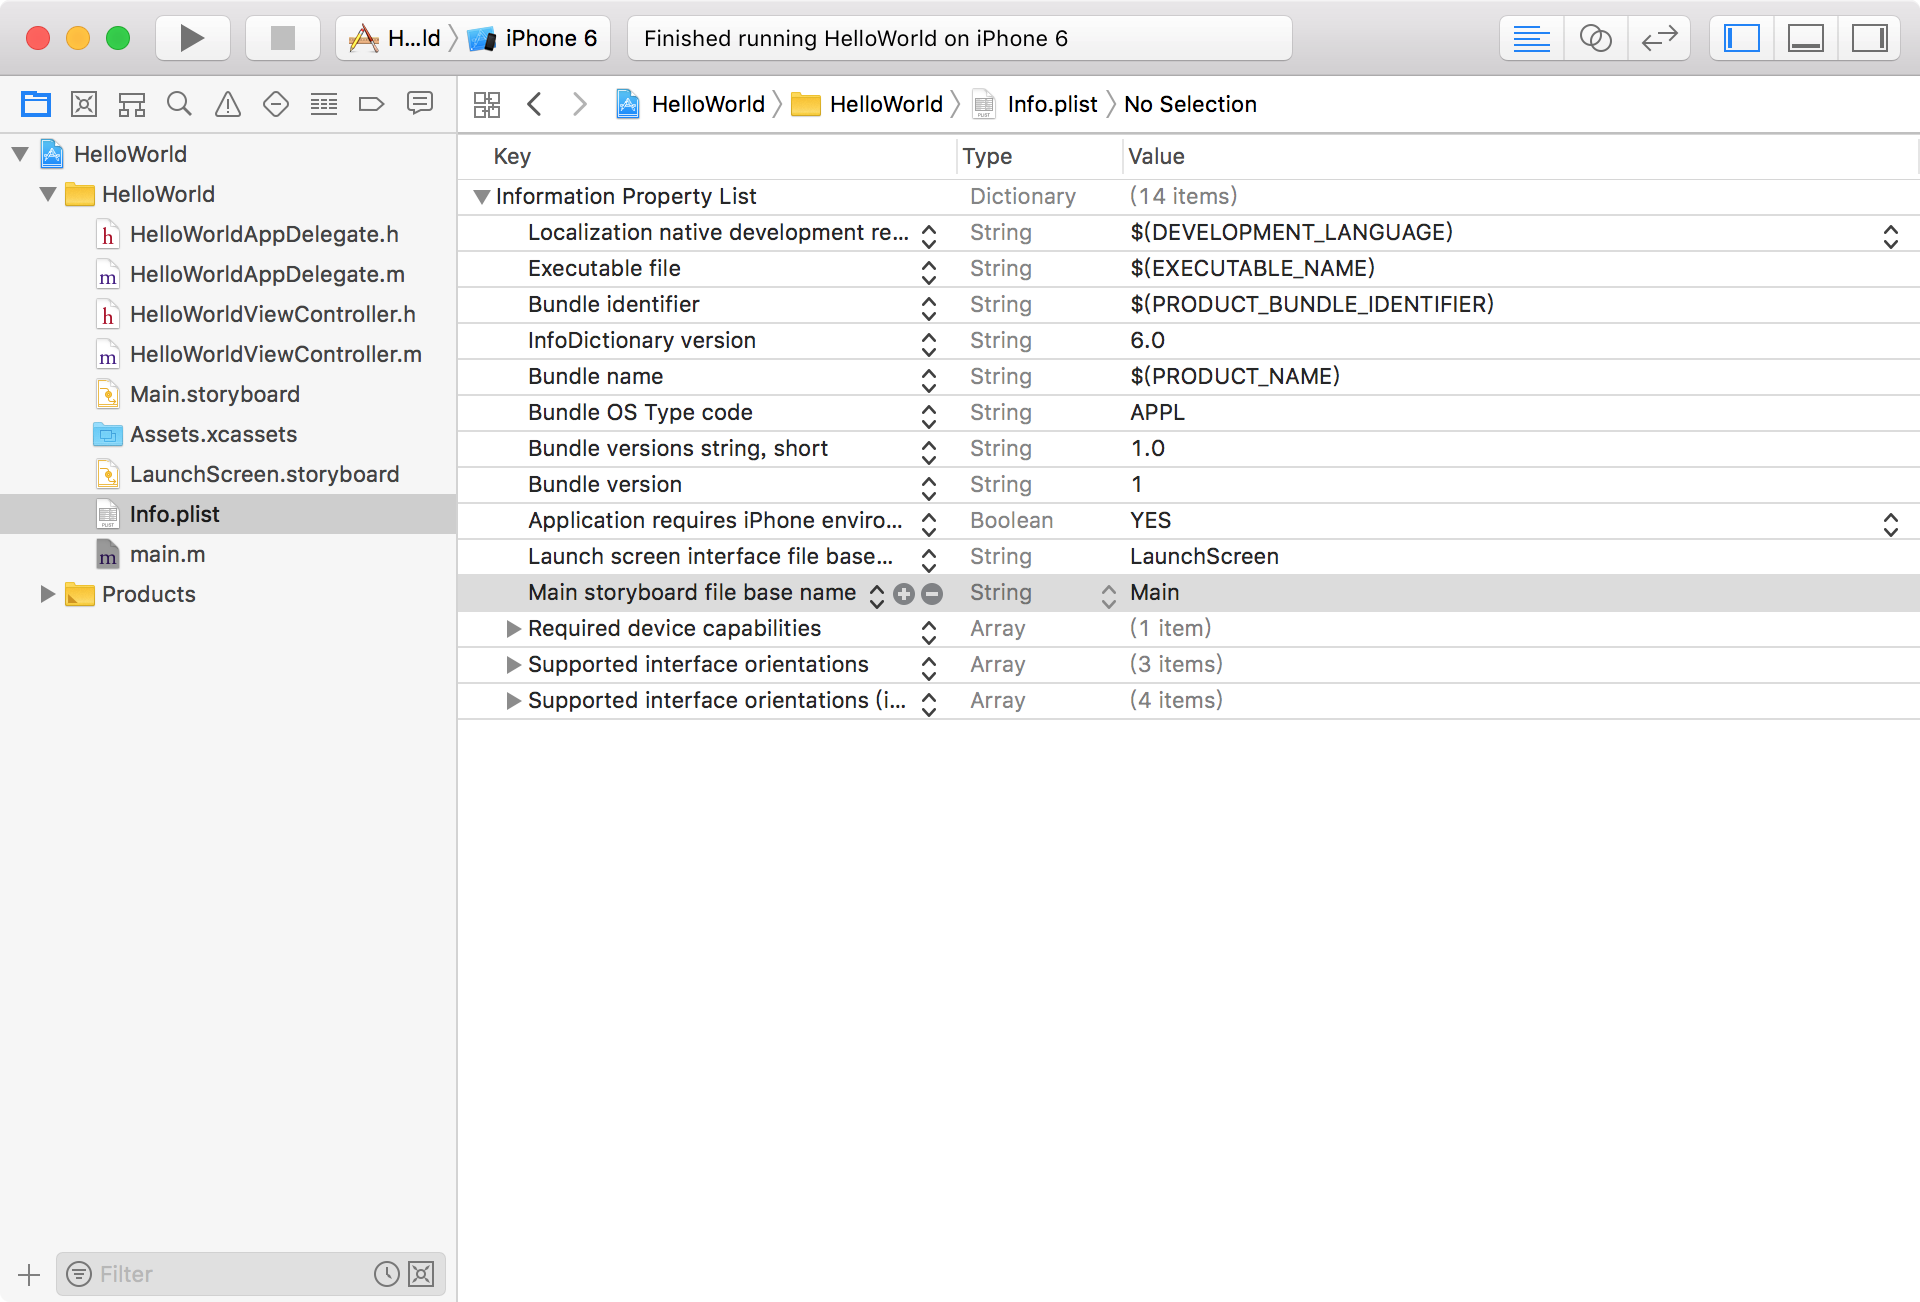 H...ld iPhone 6 Finished running HelloWorld on iPhone 6
HelloWorld HelloWorld Info.plist No Selection
HelloWorld
HelloWorld
HelloWorldAppDelegate.h
HelloWorldAppDelegate.m
HelloWorldViewController.h
HelloWorldViewController.m
Main.storyboard
Assets.xcassets
LaunchScreen.storyboard
Info.plist
main.m
Products
Filter
Key Type Value
Information Property List Dictionary (14 items)
Localization native development re... String $(DEVELOPMENT_LANGUAGE)
Executable file String $(EXECUTABLE_NAME)
Bundle identifier String $(PRODUCT_BUNDLE_IDENTIFIER)
InfoDictionary version String 6.0
Bundle name String $(PRODUCT_NAME)
Bundle OS Type code String APPL
Bundle versions string, short String 1.0
Bundle version String 1
Application requires iPhone enviro... Boolean YES
Launch screen interface file base... String LaunchScreen
Main storyboard file base name String Main
Required device capabilities Array (1 item)
Supported interface orientations Array (3 items)
Supported interface orientations (i... Array (4 items)